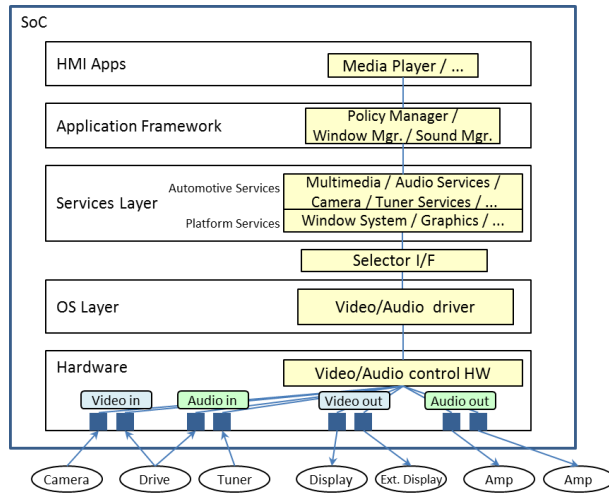 SoC
HMI Apps
Media Player / ...
Application Framework
Policy Manager /
Window Mgr. / Sound Mgr.
Services Layer
Automotive Services
Multimedia / Audio Services /
Camera / Tuner Services / ...
Platform Services
Window System / Graphics / ...
Selector I/F
OS Layer
Video/Audio driver
Hardware
Video/Audio control HW
Video in
Audio in
Video out
Audio out
Camera
Drive
Tuner
Display
Ext. Display
Amp
Amp